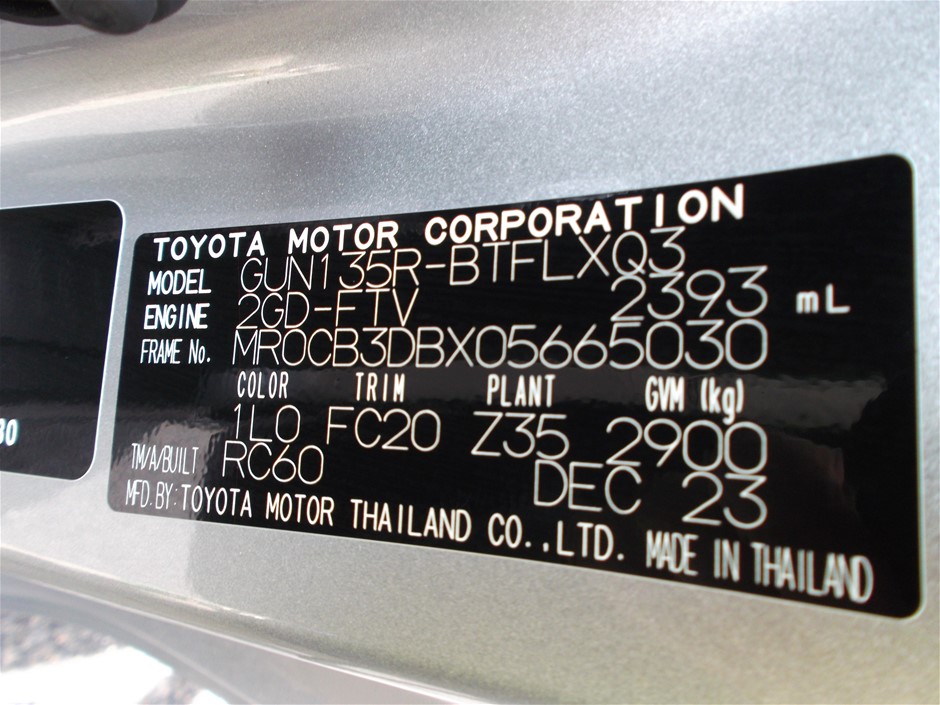 TOYOTA MOTOR CORPORATION
MODEL GUN135R-BTFLXQ3
ENGINE 2GD-FTV 2393 mL
FRAME No. MR0CB3DBX05665030
COLOR TRIM PLANT GVM (kg)
1L0 FC20 Z35 2900
TM/A/BUILT RC60 DEC 23
MFD. BY: TOYOTA MOTOR THAILAND CO.,LTD. MADE IN THAILAND
30